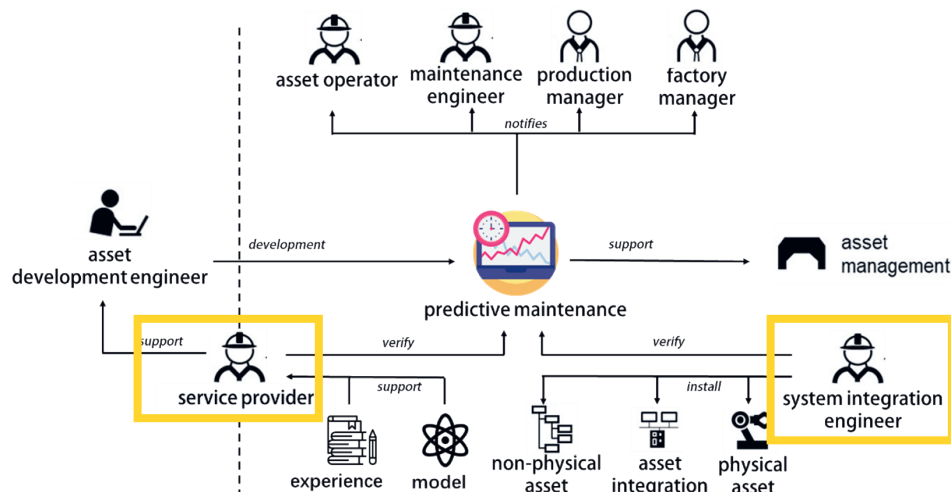 asset operator
maintenance
engineer
production
manager
factory
manager
notifies
asset
development engineer
development
predictive maintenance
support
asset
management
support
service provider
verify
support
experience
model
verify
install
non-physical
asset
asset
integration
physical
asset
system integration
engineer